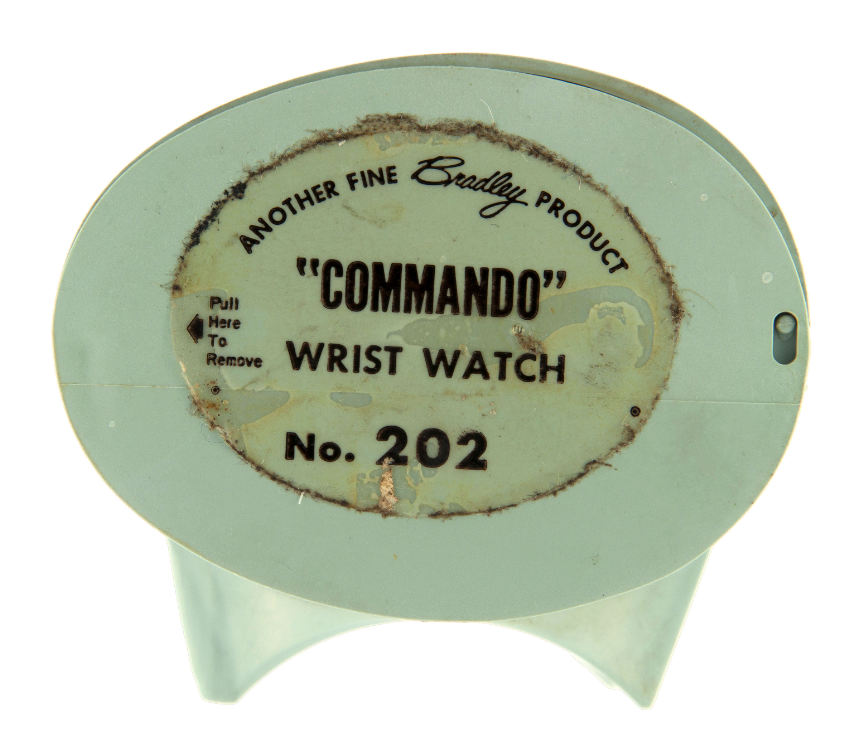 ANOTHER FINE Bradley PRODUCT
"COMMANDO"
Pull
Here
To
Remove
WRIST WATCH
No. 202